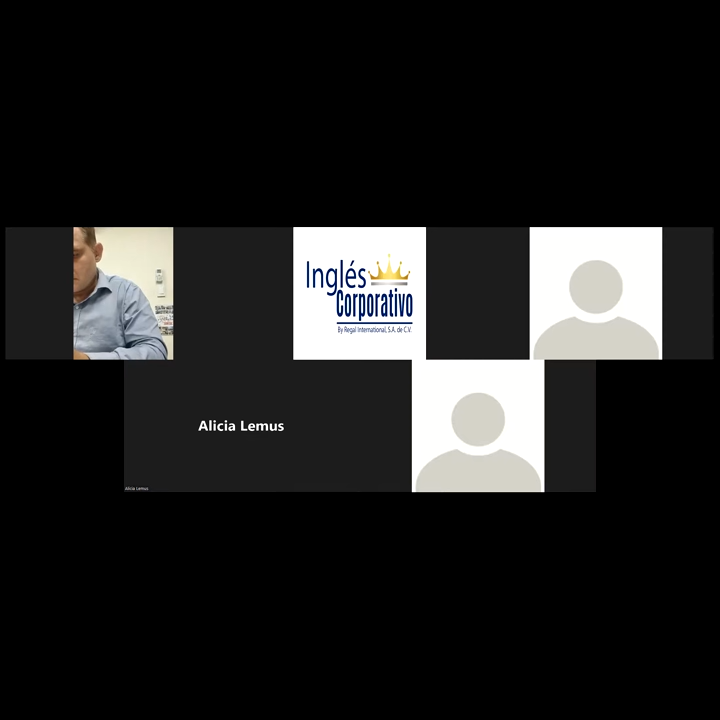 Inglés
Corporativo
By Regal International, S.A. de C.V.
Alicia Lemus
Alicia Lemus